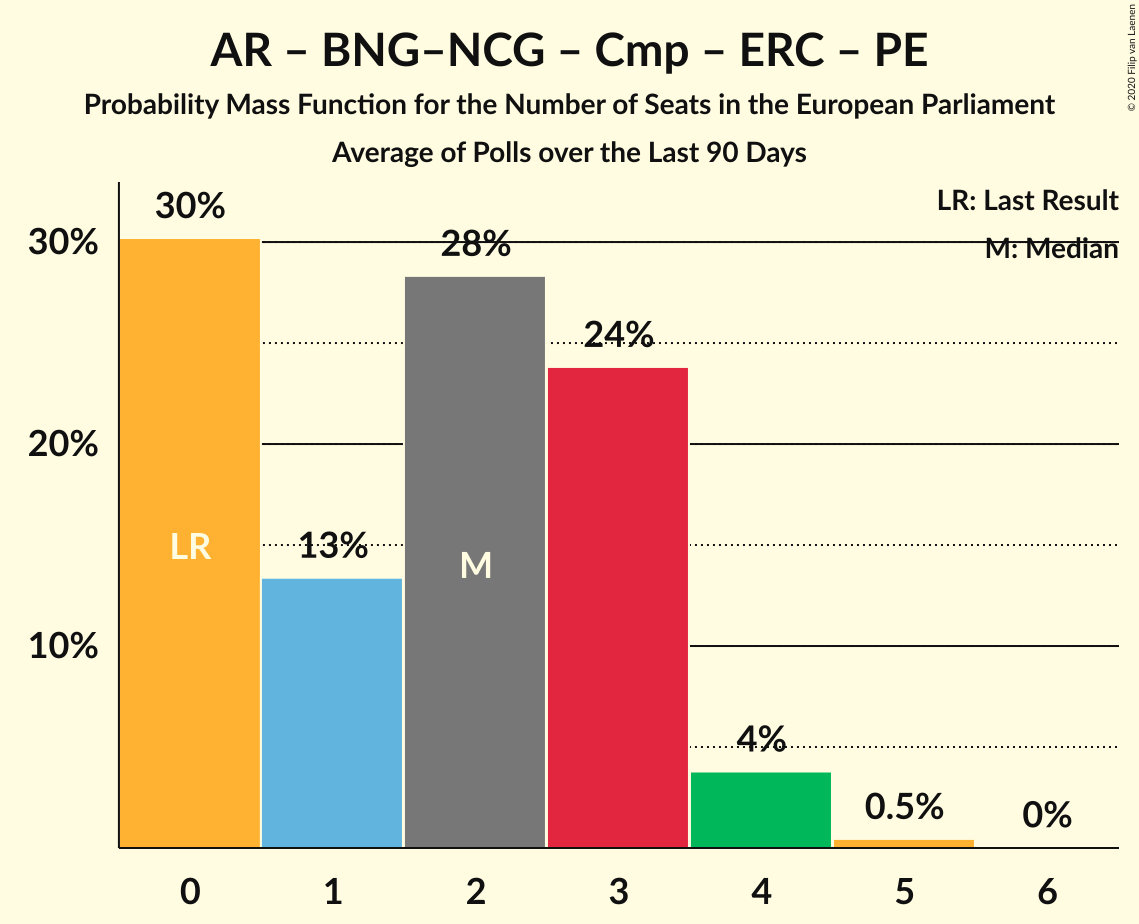 AR – BNG–NCG – Cmp – ERC – PE
Probability Mass Function for the Number of Seats in the European Parliament
Average of Polls over the Last 90 Days
© 2020 Filip van Laenen
LR: Last Result
M: Median
30%
20%
10%
30%
13%
28%
24%
4%
0.5%
0%
LR
M
0 1 2 3 4 5 6